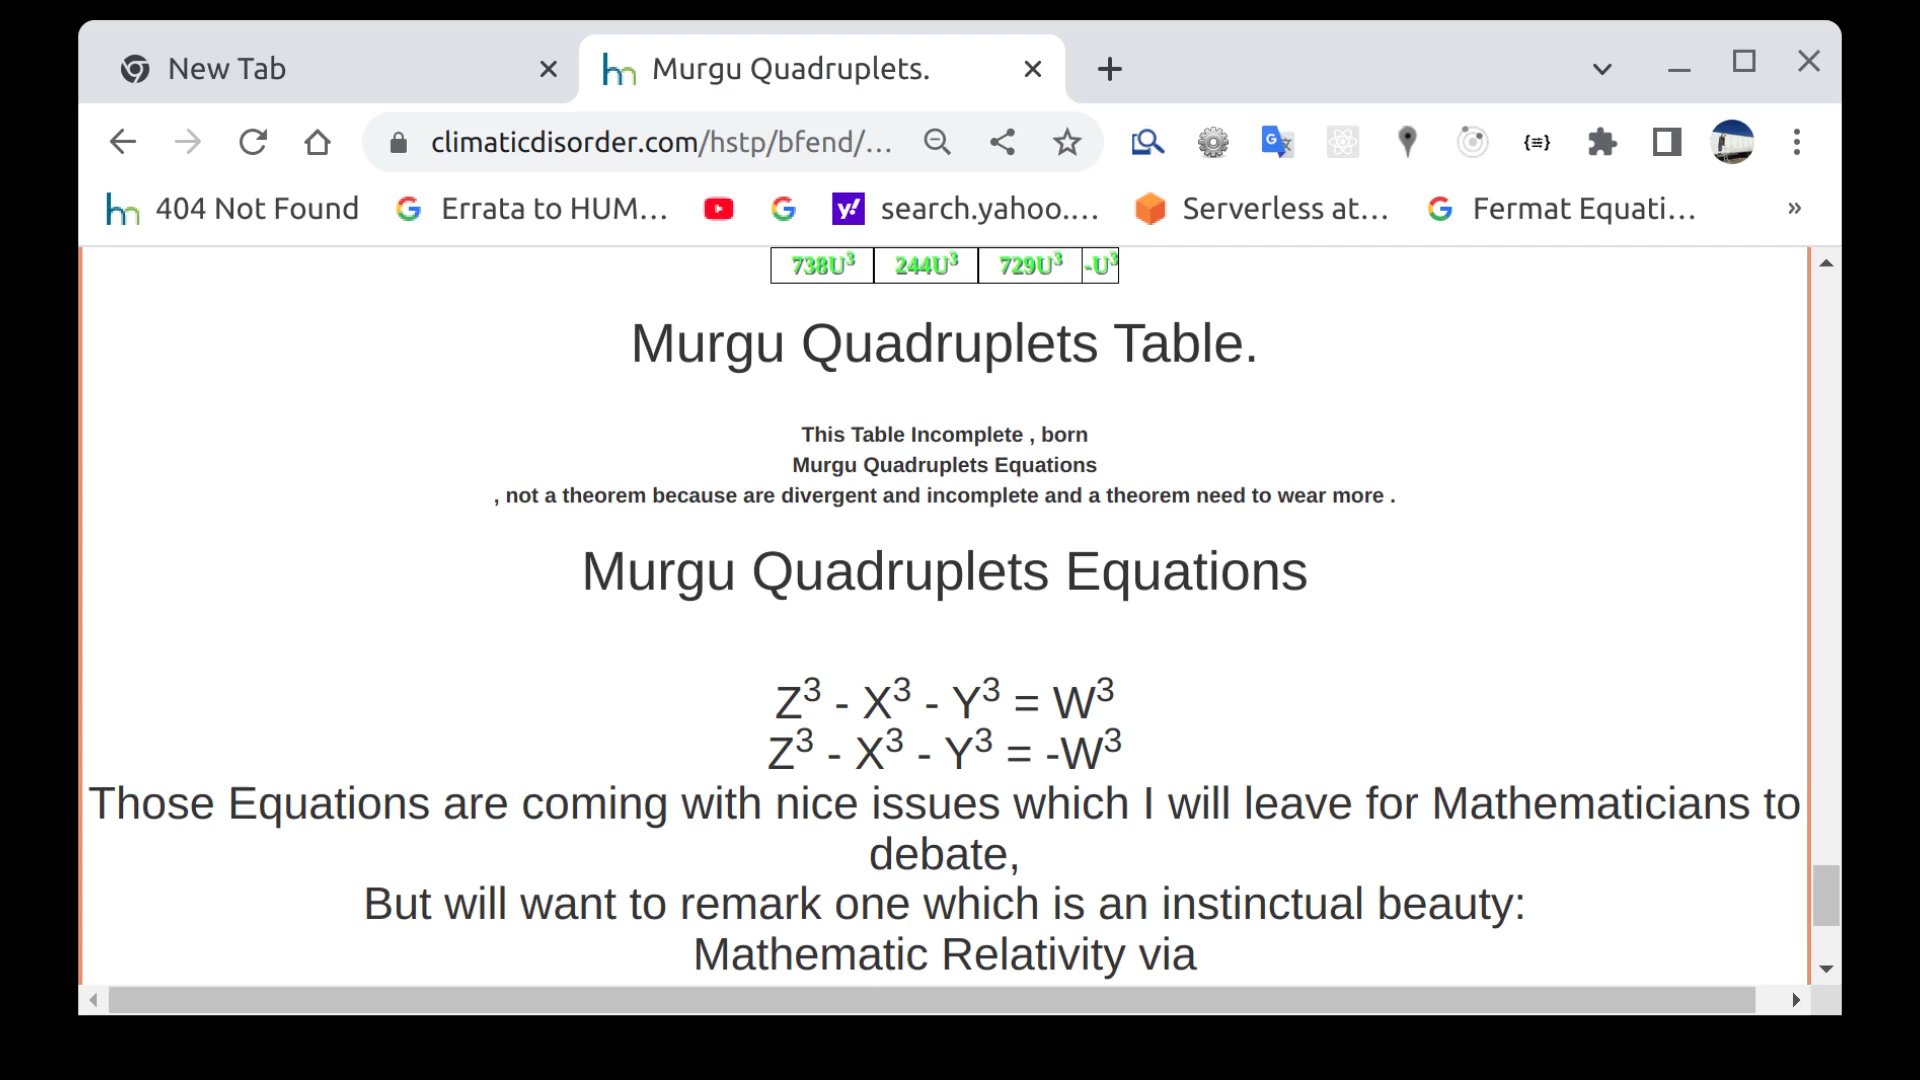 New Tab
Murgu Quadruplets.
climaticdisorder.com/hstp/bfend/...
404 Not Found
Errata to HUM...
search.yahoo....
Serverless at...
Fermat Equati...
»
738U³ 244U³ 729U³ -U³
Murgu Quadruplets Table.
This Table Incomplete , born
Murgu Quadruplets Equations
, not a theorem because are divergent and incomplete and a theorem need to wear more .
Murgu Quadruplets Equations
Z³ - X³ - Y³ = W³
Z³ - X³ - Y³ = -W³
Those Equations are coming with nice issues which I will leave for Mathematicians to
debate,
But will want to remark one which is an instinctual beauty:
Mathematic Relativity via